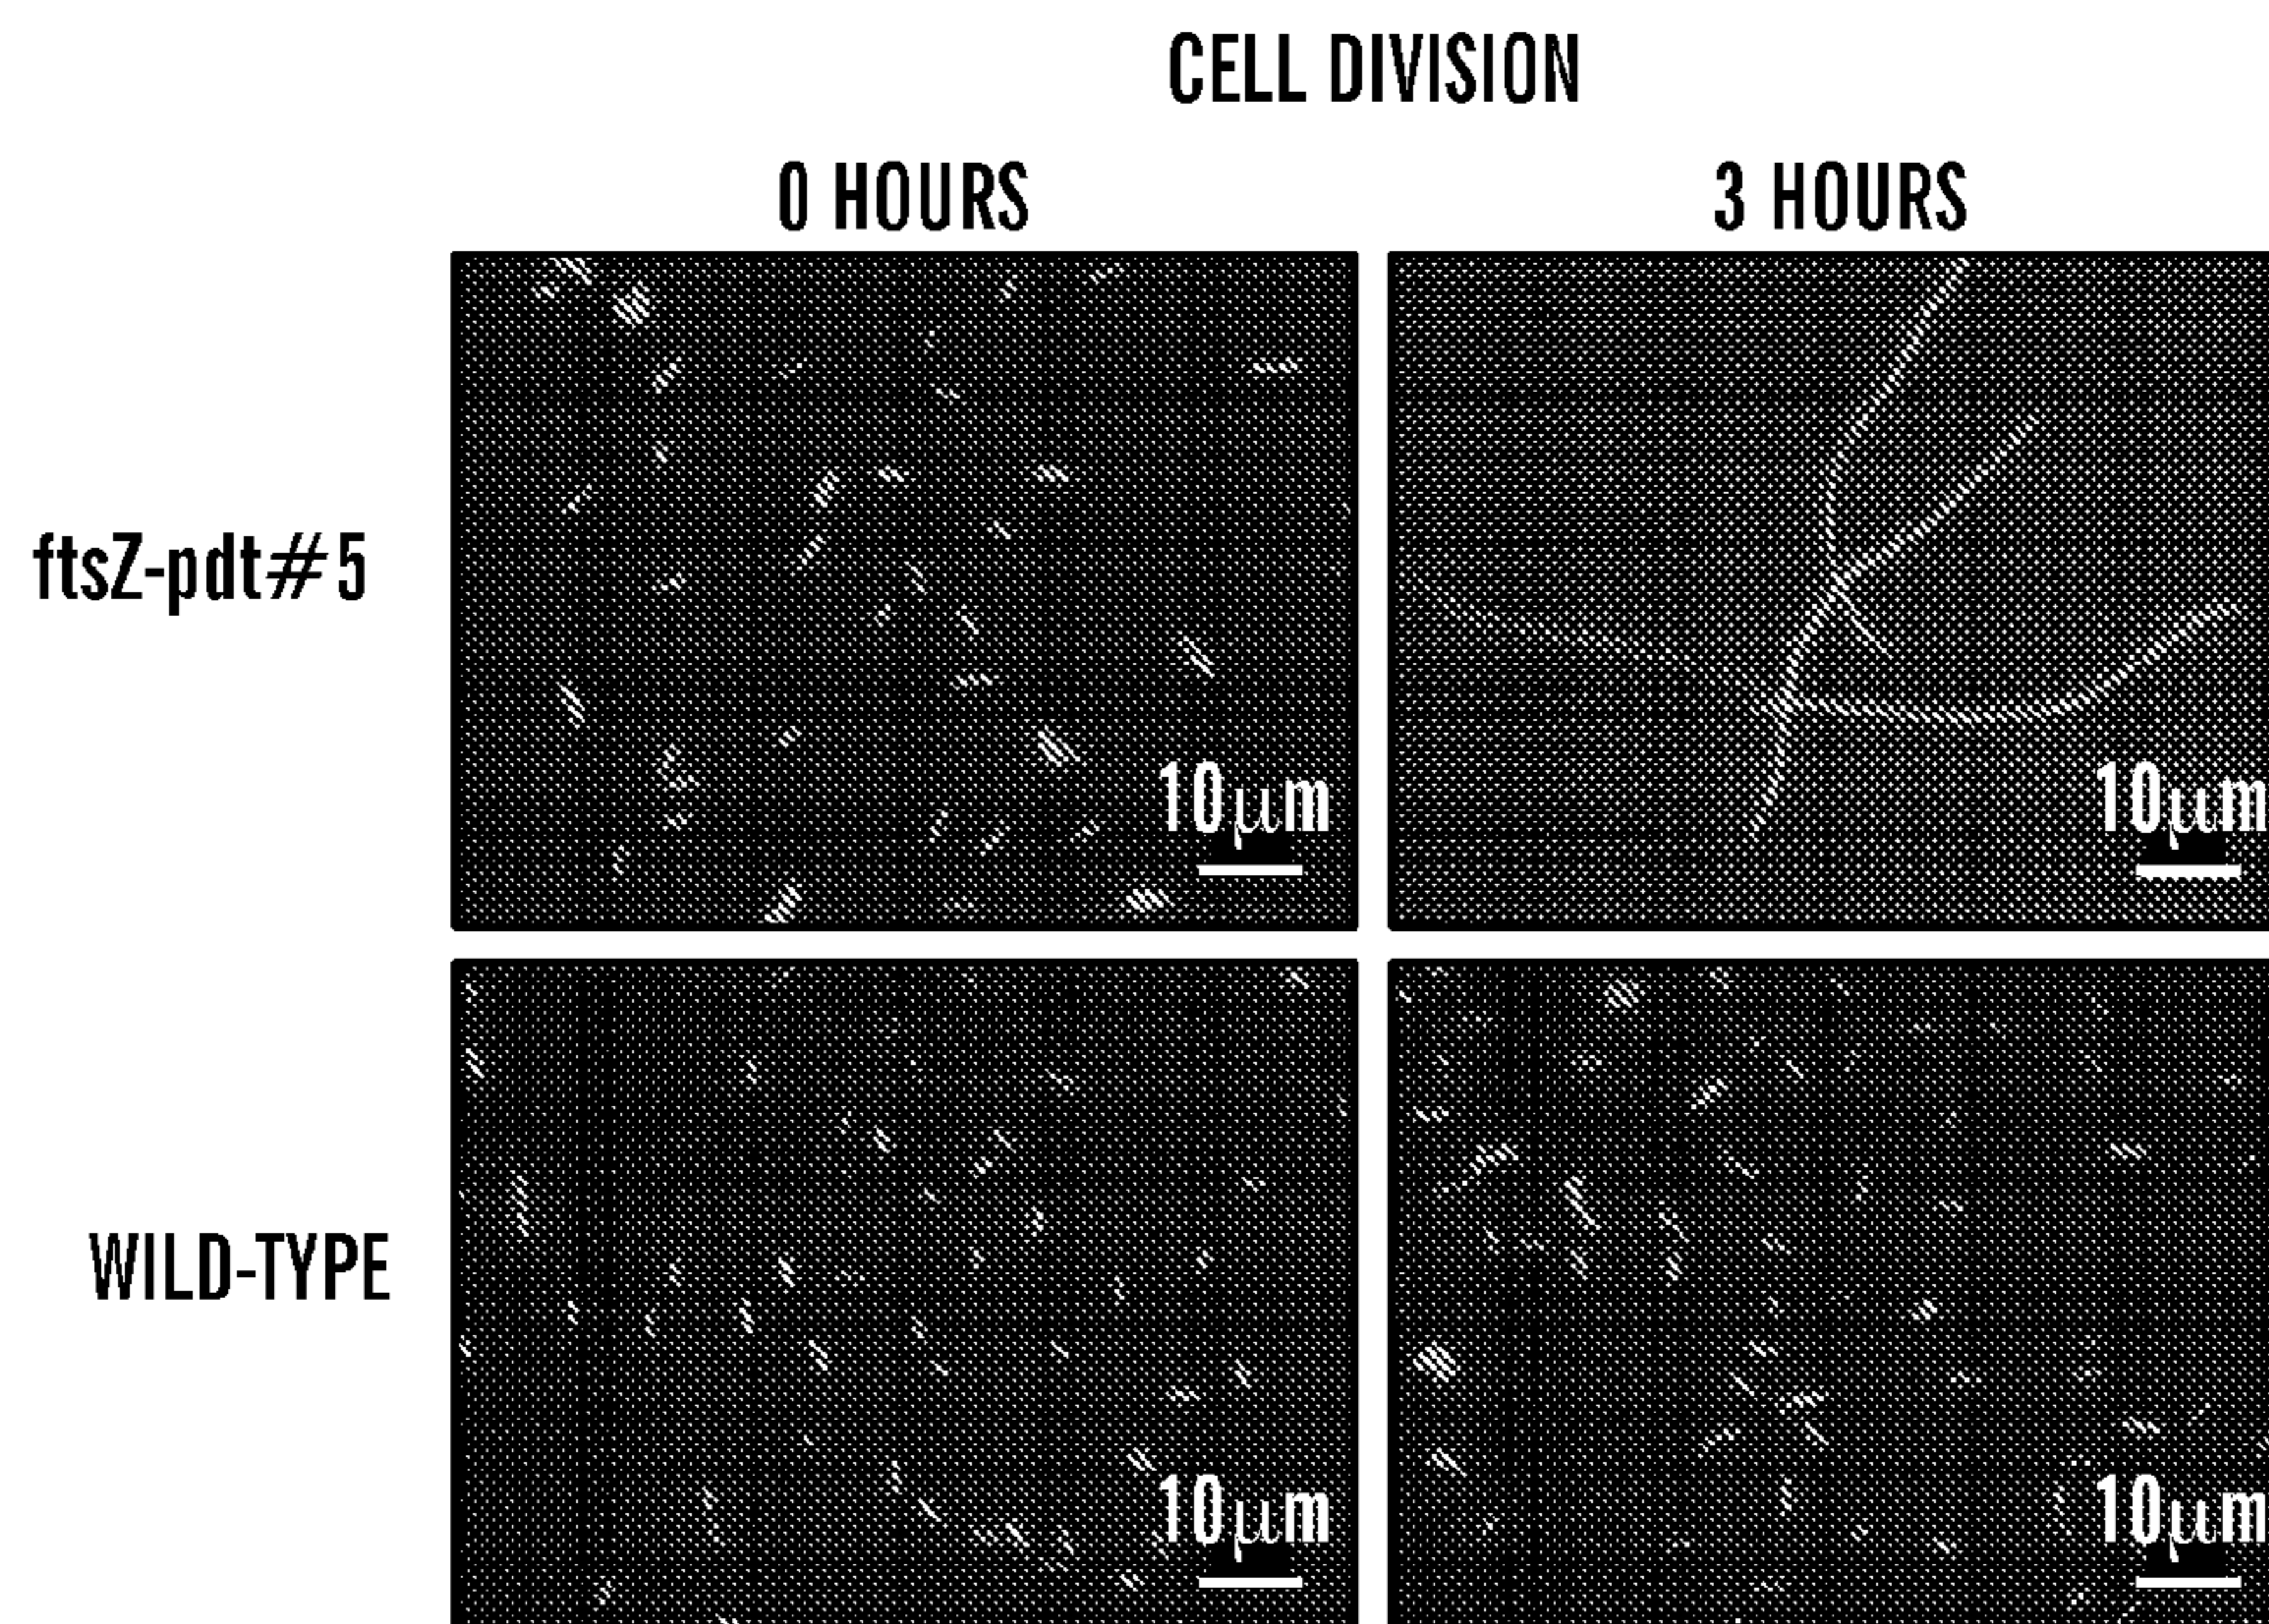 CELL DIVISION
0 HOURS
3 HOURS
ftsZ-pdt#5
10μm
10μm
WILD-TYPE
10μm
10μm